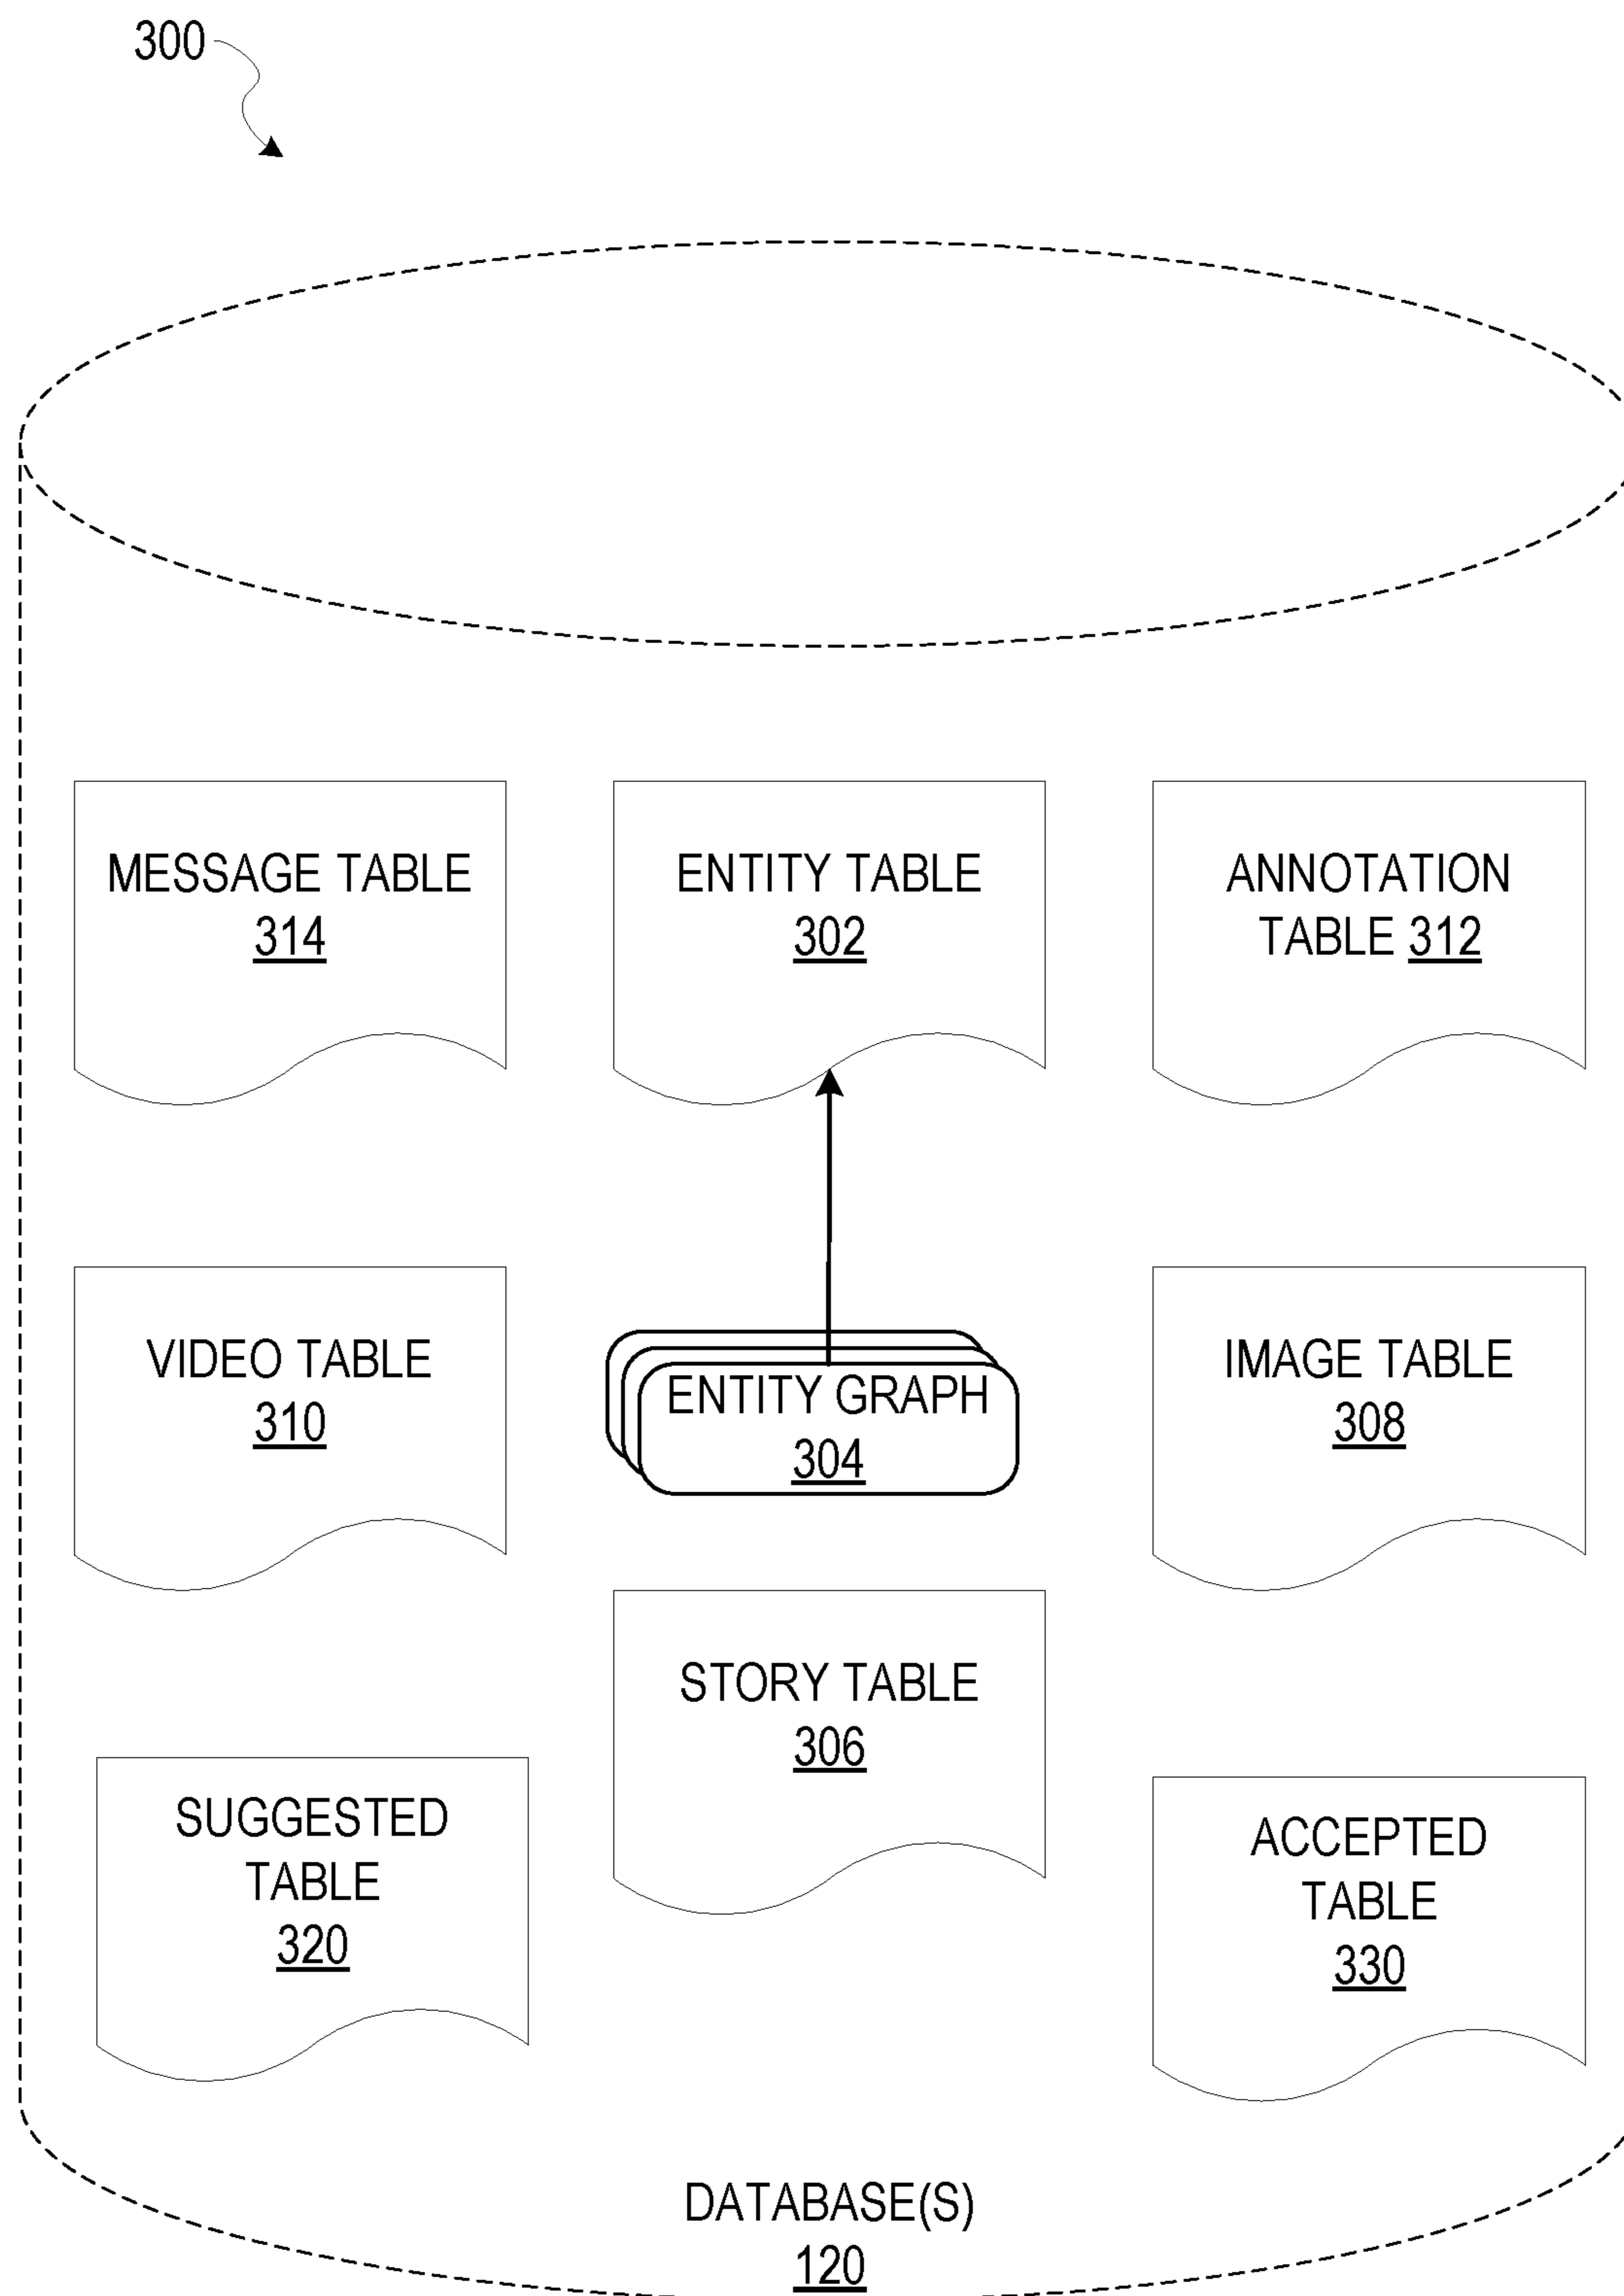 300
MESSAGE TABLE
314
ENTITY TABLE
302
ANNOTATION
TABLE 312
VIDEO TABLE
310
ENTITY GRAPH
304
IMAGE TABLE
308
STORY TABLE
306
SUGGESTED
TABLE
320
ACCEPTED
TABLE
330
DATABASE(S)
120